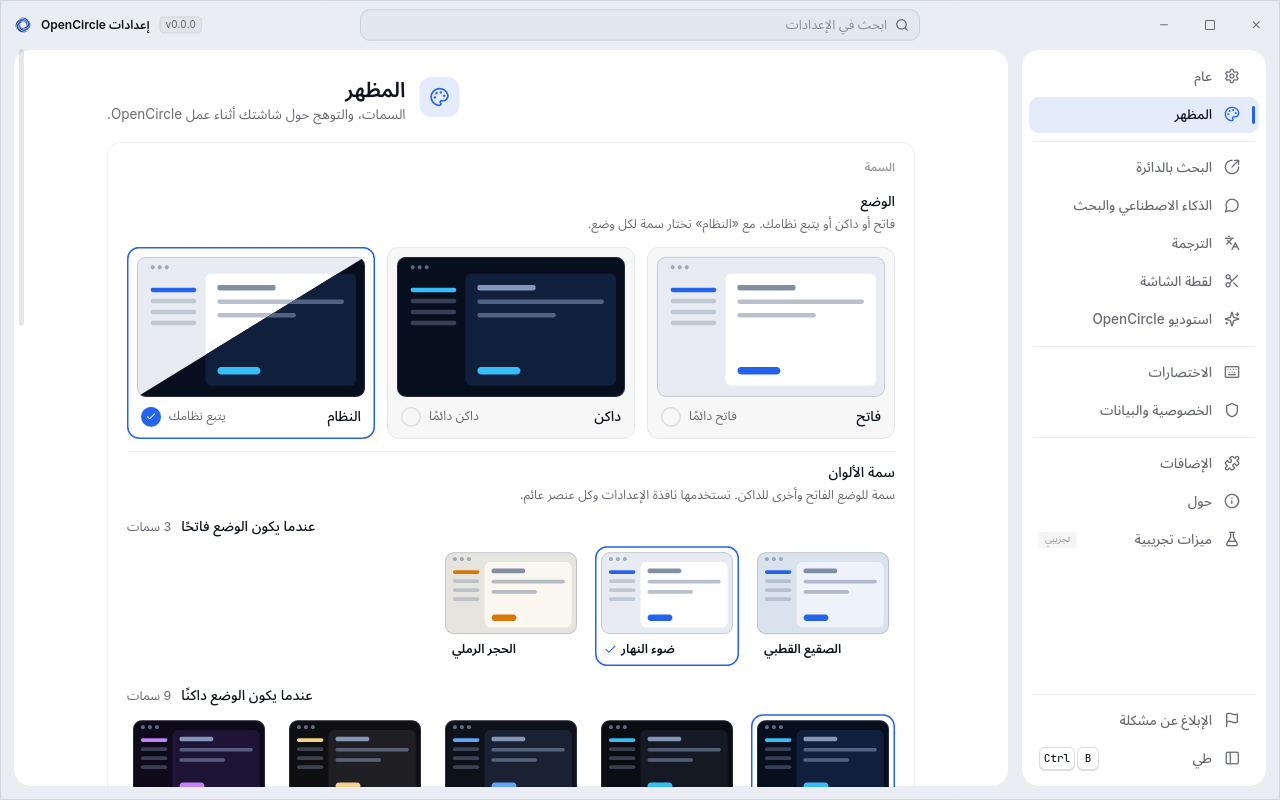 إعدادات OpenCircle
v0.0.0
ابحث في الإعدادات
عام
المظهر
البحث بالدائرة
الذكاء الاصطناعي والبحث
الترجمة
لقطة الشاشة
استوديو OpenCircle
الاختصارات
الخصوصية والبيانات
الإضافات
حول
ميزات تجريبية
تجريبي
الإبلاغ عن مشكلة
طي
Ctrl B
المظهر
السمات، والتوهج حول شاشتك أثناء عمل OpenCircle.
السمة
الوضع
فاتح أو داكن أو يتبع نظامك. مع «النظام» تختار سمة لكل وضع.
فاتح
فاتح دائمًا
داكن
داكن دائمًا
النظام
يتبع نظامك
سمة الألوان
سمة للوضع الفاتح وأخرى للداكن. تستخدمها نافذة الإعدادات وكل عنصر عائم.
عندما يكون الوضع فاتحًا
3 سمات
الصقيع القطبي
ضوء النهار
الحجر الرملي
عندما يكون الوضع داكنًا
9 سمات